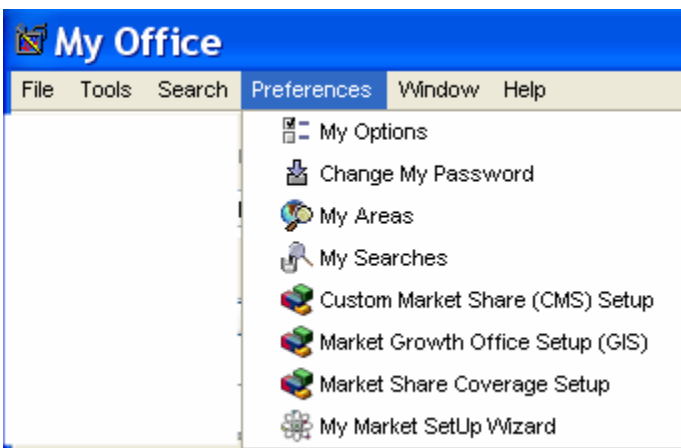 My Office
File Tools Search Preferences Window Help
My Options
Change My Password
My Areas
My Searches
Custom Market Share (CMS) Setup
Market Growth Office Setup (GIS)
Market Share Coverage Setup
My Market SetUp Wizard